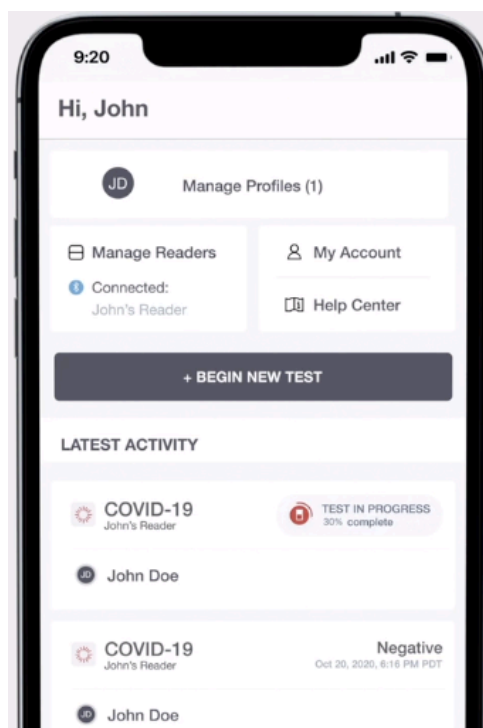 9:20
Hi, John
JD
Manage Profiles (1)
Manage Readers
Connected:
John's Reader
My Account
Help Center
+ BEGIN NEW TEST
LATEST ACTIVITY
COVID-19
John's Reader
TEST IN PROGRESS
30% complete
JD
John Doe
COVID-19
John's Reader
Negative
Oct 20, 2020, 6:16 PM PDT
JD
John Doe